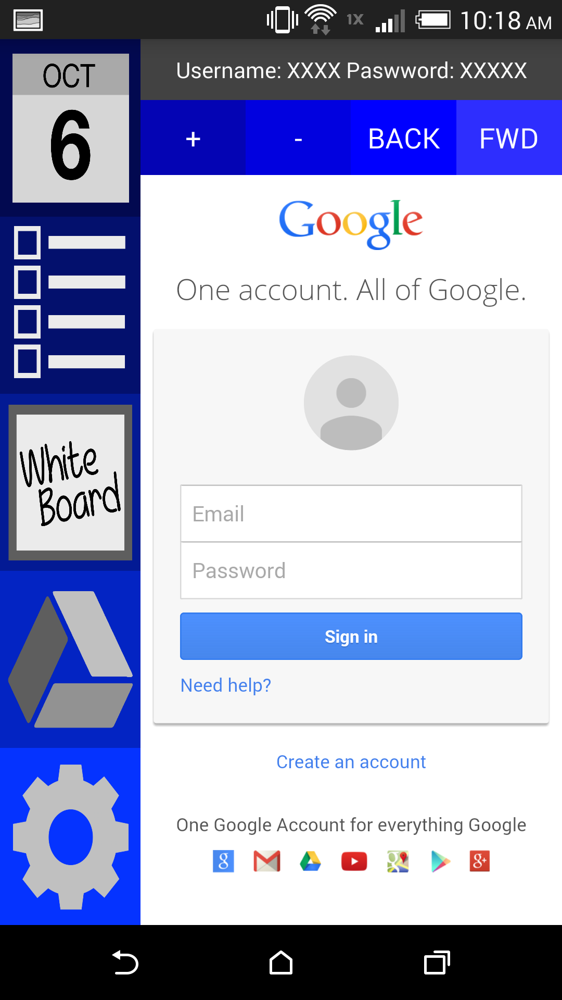 1X 10:18 AM
OCT
6
White
Board
Username: XXXX Paswword: XXXXX
+ - BACK FWD
Google
One account. All of Google.
Email
Password
Sign in
Need help?
Create an account
One Google Account for everything Google
g g+